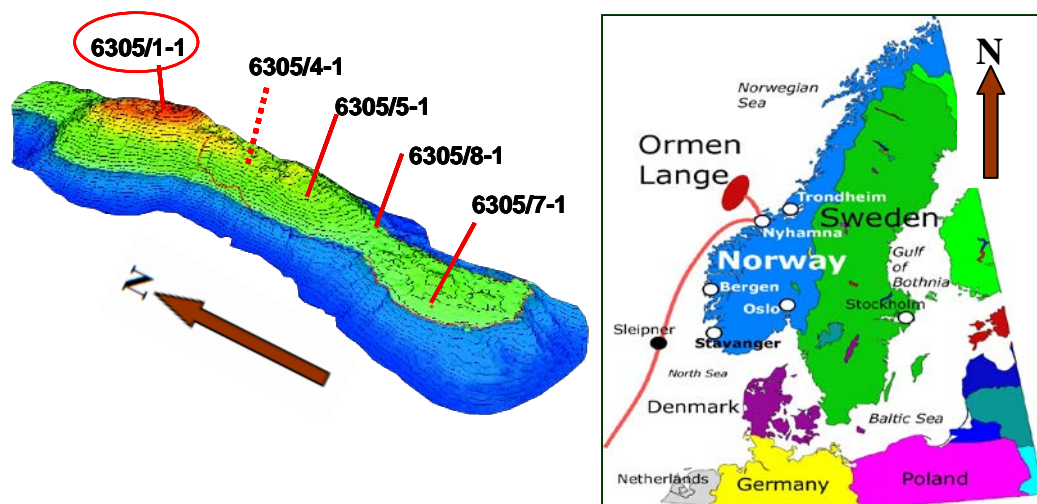 6305/1-1
6305/4-1
6305/5-1
6305/8-1
6305/7-1
N
N
Norwegian
Sea
Ormen
Lange
Trondheim
Sweden
Nyhamna
Norway
Gulf
of
Bothnia
Bergen
Oslo
Stockholm
Sleipner
Stavanger
North Sea
Denmark
Baltic Sea
Netherlands
Germany
Poland